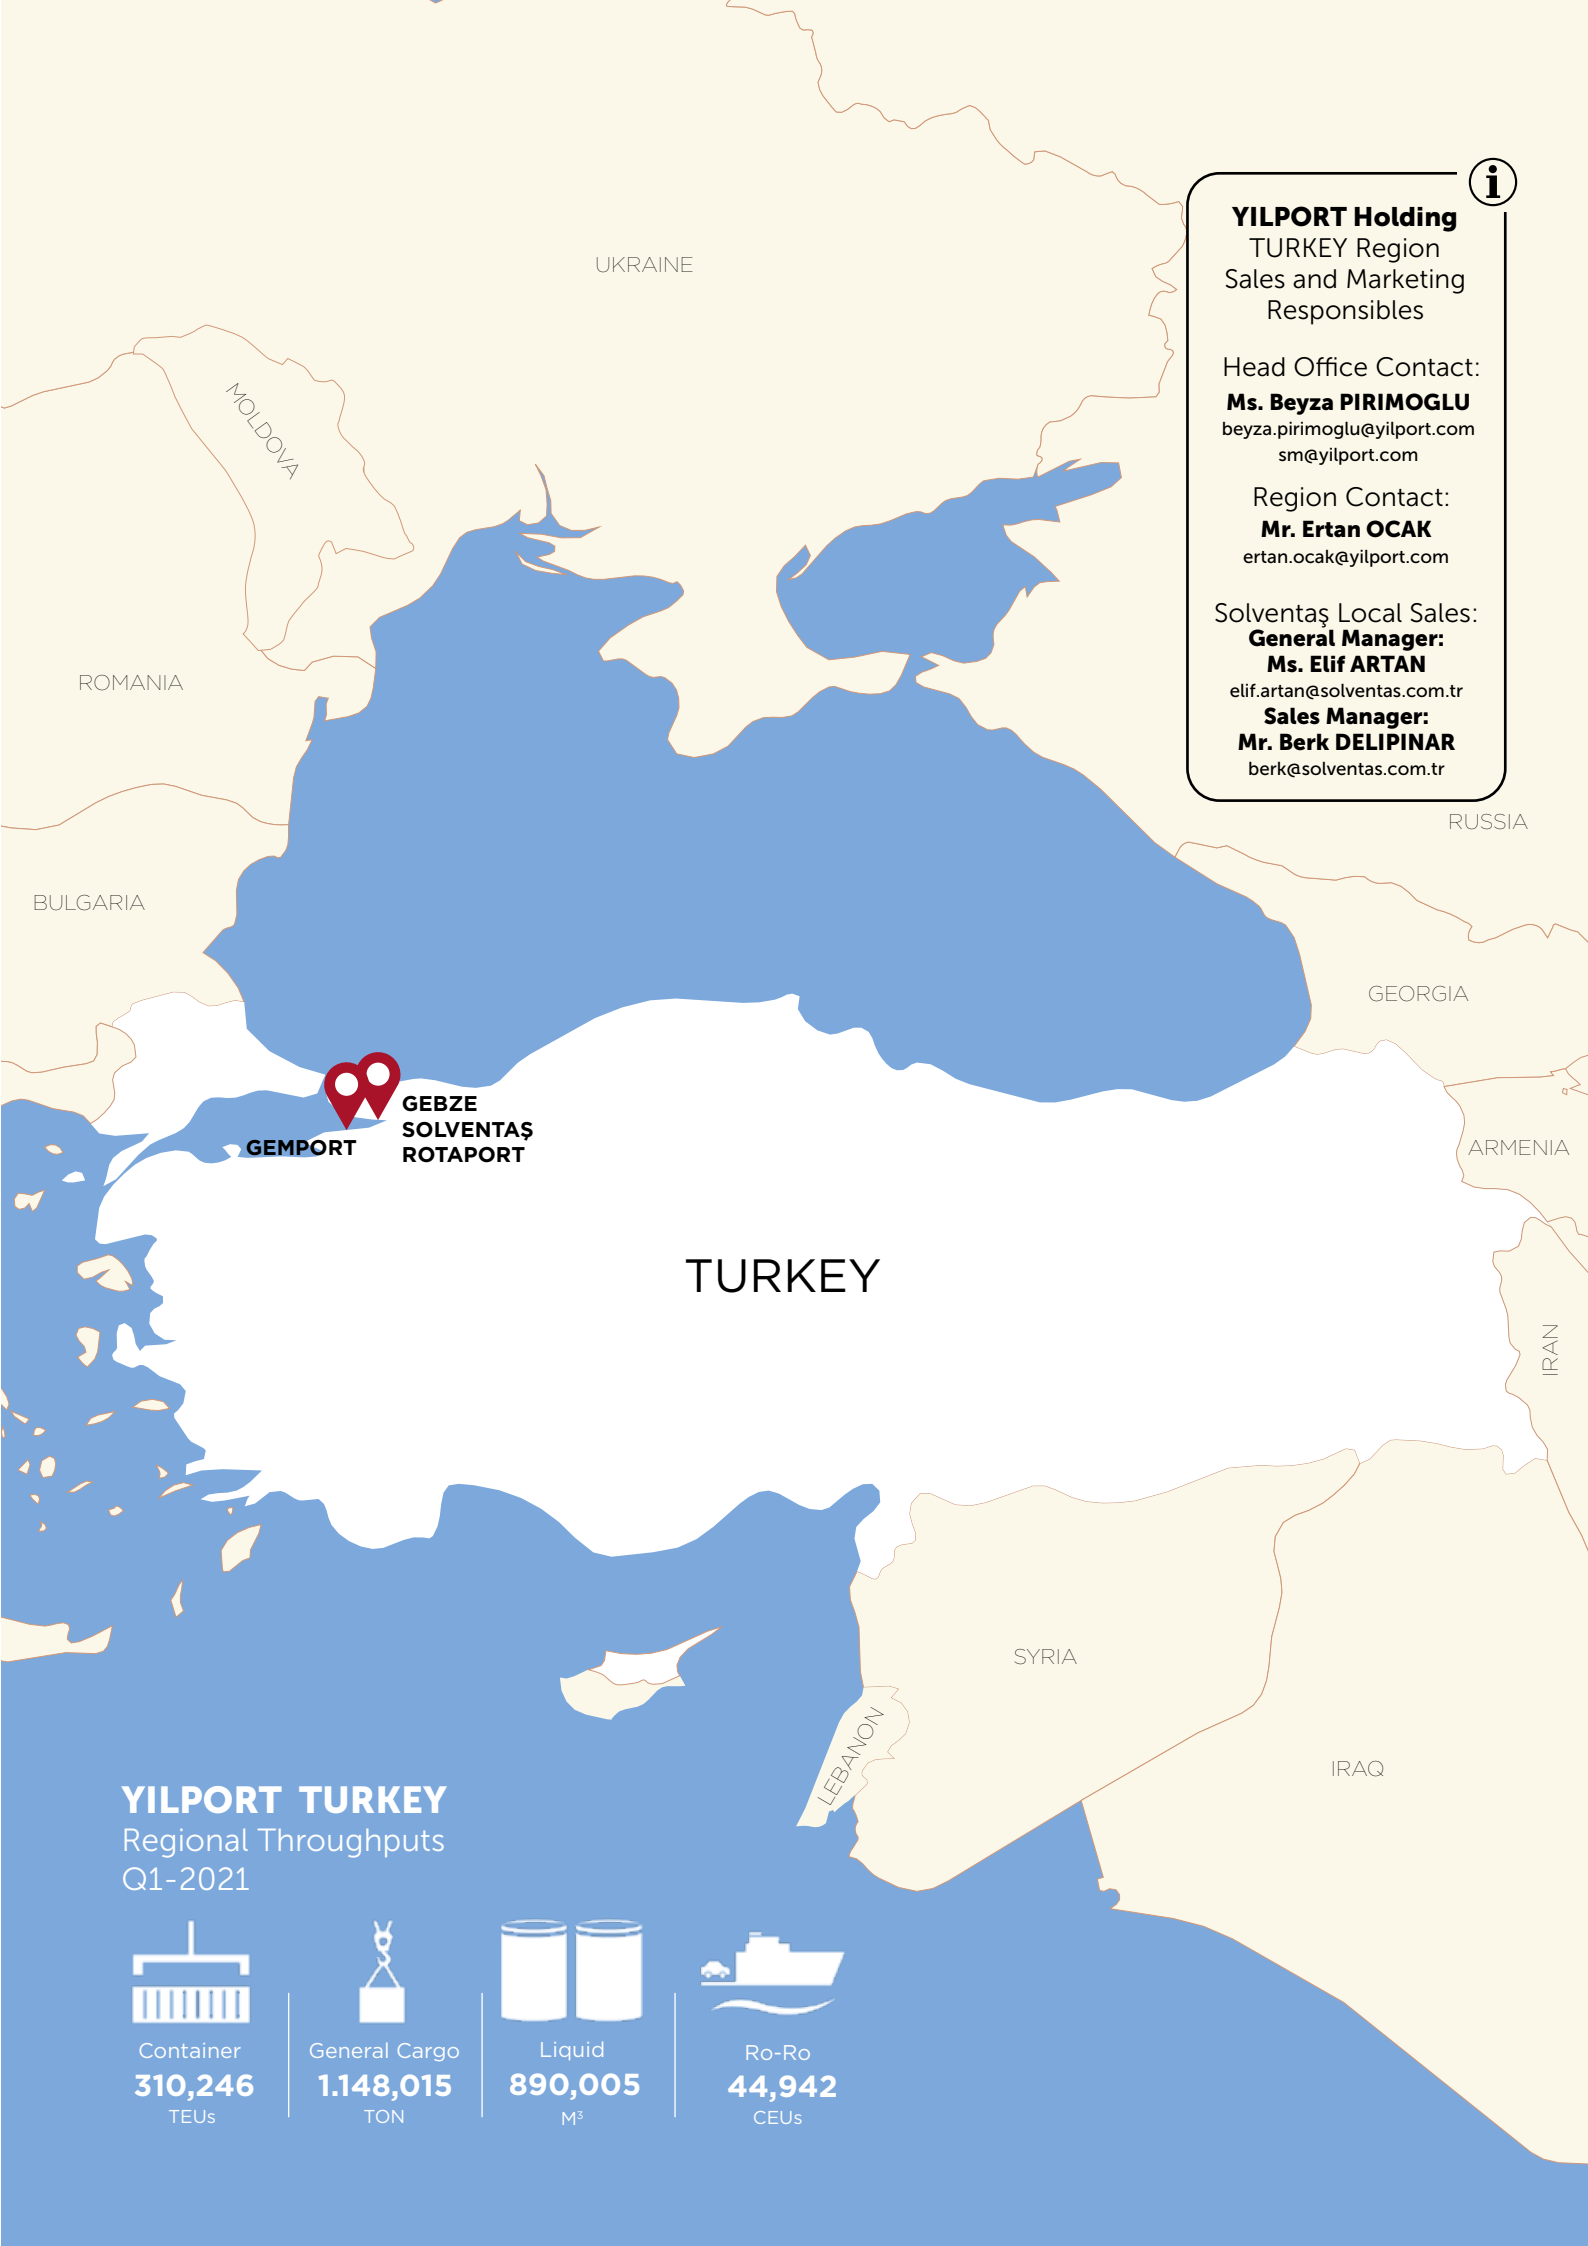 UKRAINE
MOLDOVA
ROMANIA
BULGARIA
i
YILPORT Holding
TURKEY Region
Sales and Marketing
Responsibles
Head Office Contact:
Ms. Beyza PIRIMOGLU
beyza.pirimoglu@yilport.com
sm@yilport.com
Region Contact:
Mr. Ertan OCAK
ertan.ocak@yilport.com
Solventaş Local Sales:
General Manager:
Ms. Elif ARTAN
elif.artan@solventas.com.tr
Sales Manager:
Mr. Berk DELIPINAR
berk@solventas.com.tr
RUSSIA
GEORGIA
ARMENIA
IRAN
GEMPORT
GEBZE
SOLVENTAŞ
ROTAPORT
TURKEY
SYRIA
LEBANON
IRAQ
YILPORT TURKEY
Regional Throughputs
Q1-2021
Container
310,246
TEUs
General Cargo
1.148,015
TON
Liquid
890,005
M³
Ro-Ro
44,942
CEUs